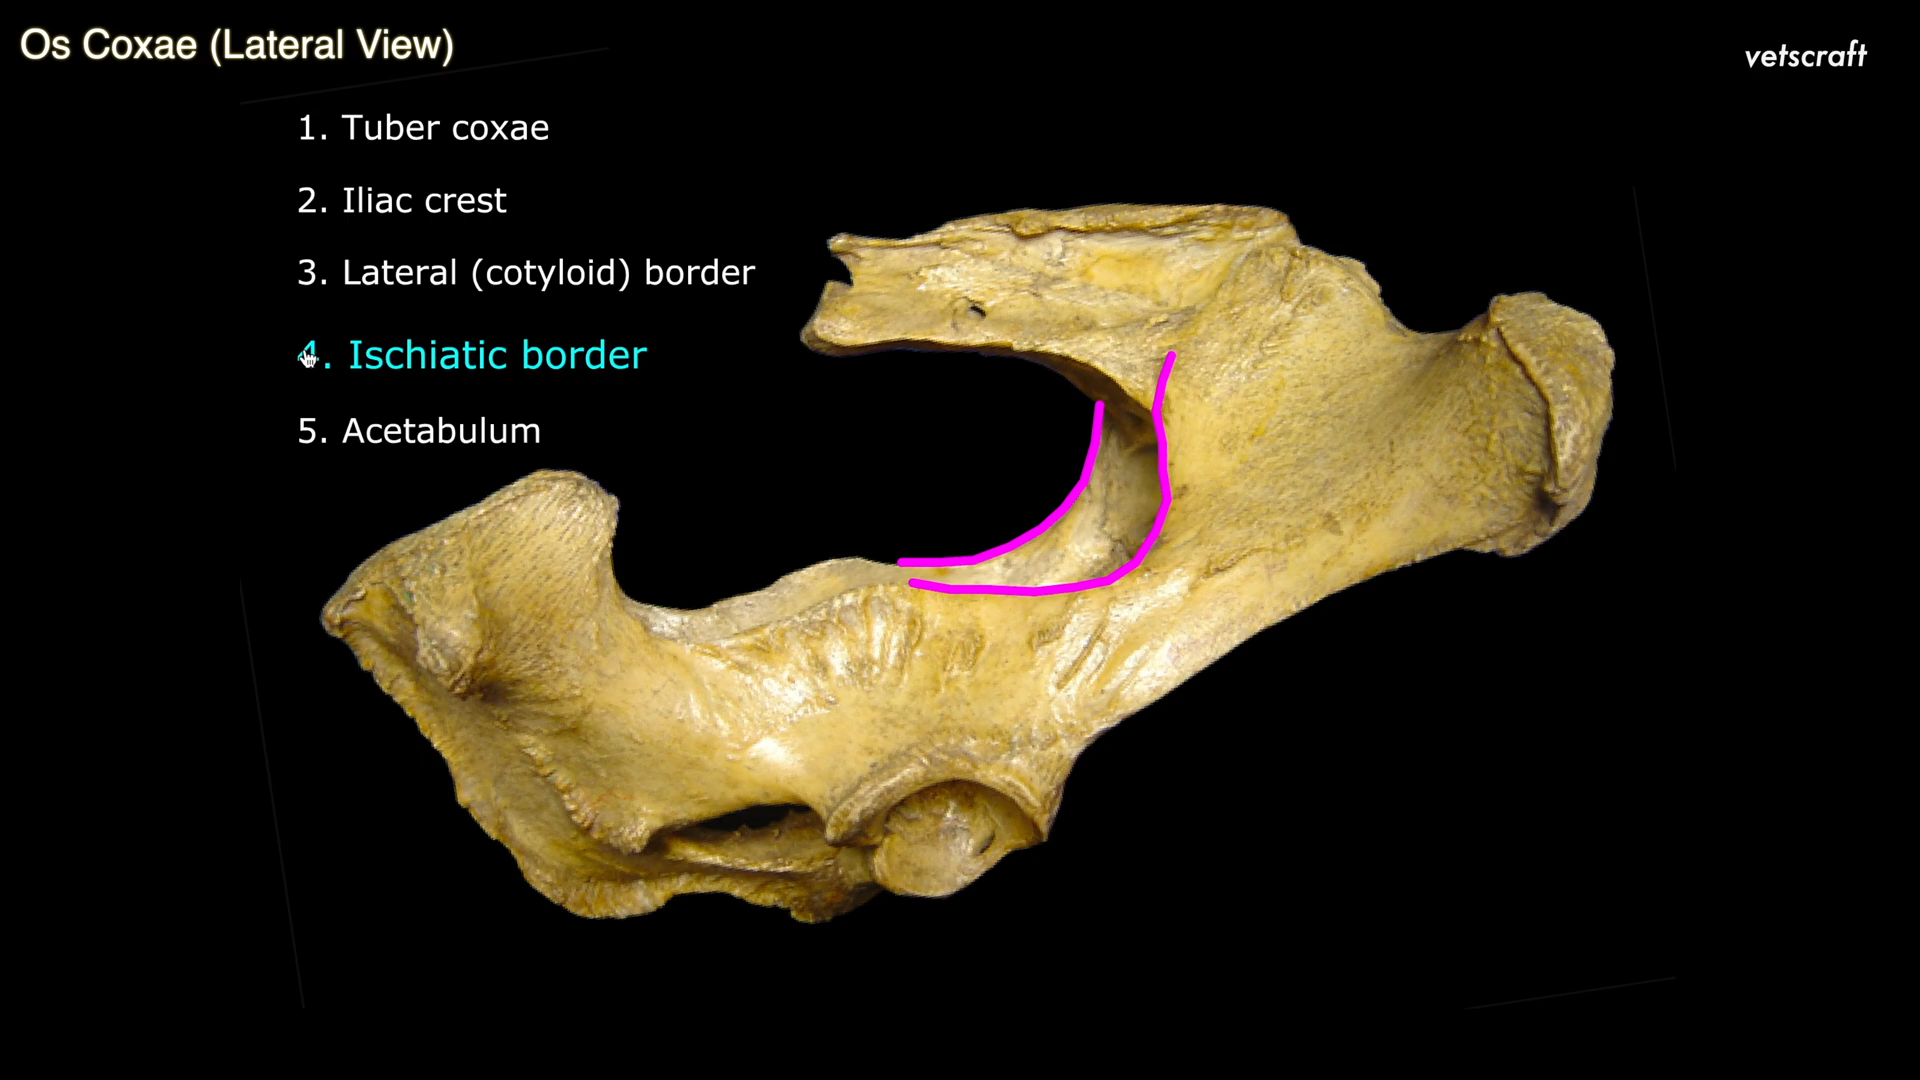 Os Coxae (Lateral View)
vetscraft
1. Tuber coxae
2. Iliac crest
3. Lateral (cotyloid) border
4. Ischiatic border
5. Acetabulum